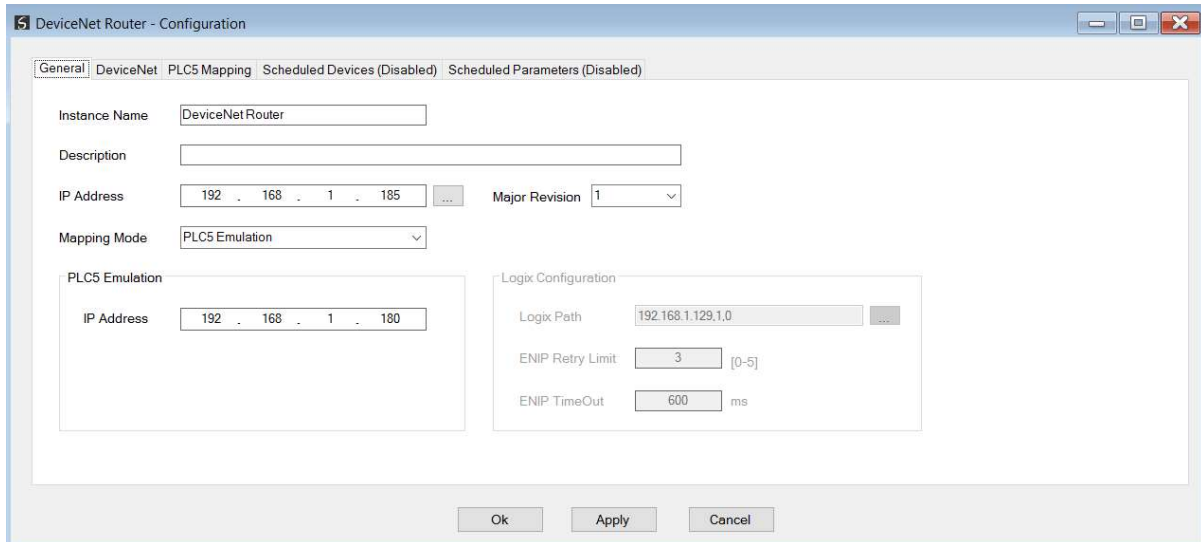 DeviceNet Router - Configuration
General DeviceNet PLC5 Mapping Scheduled Devices (Disabled) Scheduled Parameters (Disabled)
Instance Name DeviceNet Router
Description
IP Address 192 . 168 . 1 . 185 ... Major Revision 1
Mapping Mode PLC5 Emulation
PLC5 Emulation Logix Configuration
IP Address 192 . 168 . 1 . 180 Logix Path 192.168.1.129,1,0 ...
ENIP Retry Limit 3 [0-5]
ENIP TimeOut 600 ms
Ok Apply Cancel